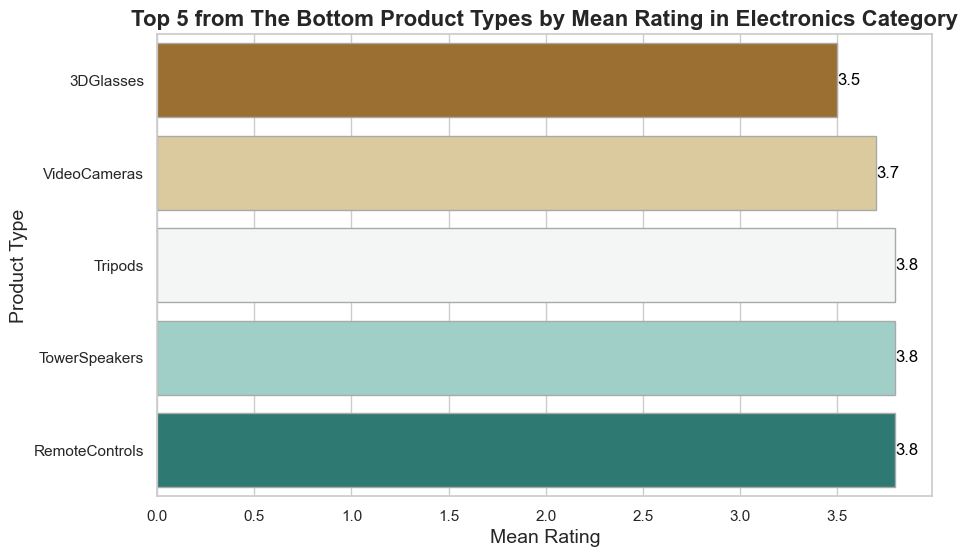 Top 5 from The Bottom Product Types by Mean Rating in Electronics Category
Product Type
3DGlasses
3.5
VideoCameras
3.7
Tripods
3.8
TowerSpeakers
3.8
RemoteControls
3.8
0.0 0.5 1.0 1.5 2.0 2.5 3.0 3.5
Mean Rating